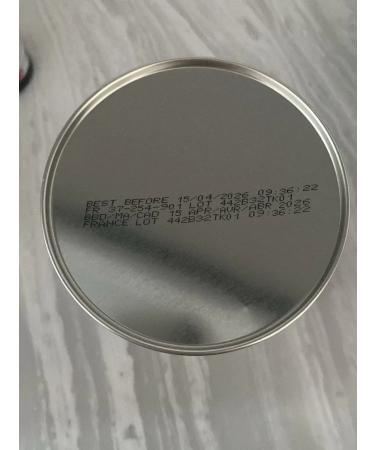 BEST BEFORE 15/04/2026 09:36:22
FR 37-254-301 LOT 442B32TK01
BBD/MA/CAD 15 APR/AVR/ABR 2026
FRANCE LOT 442B32TK01 09:36:22